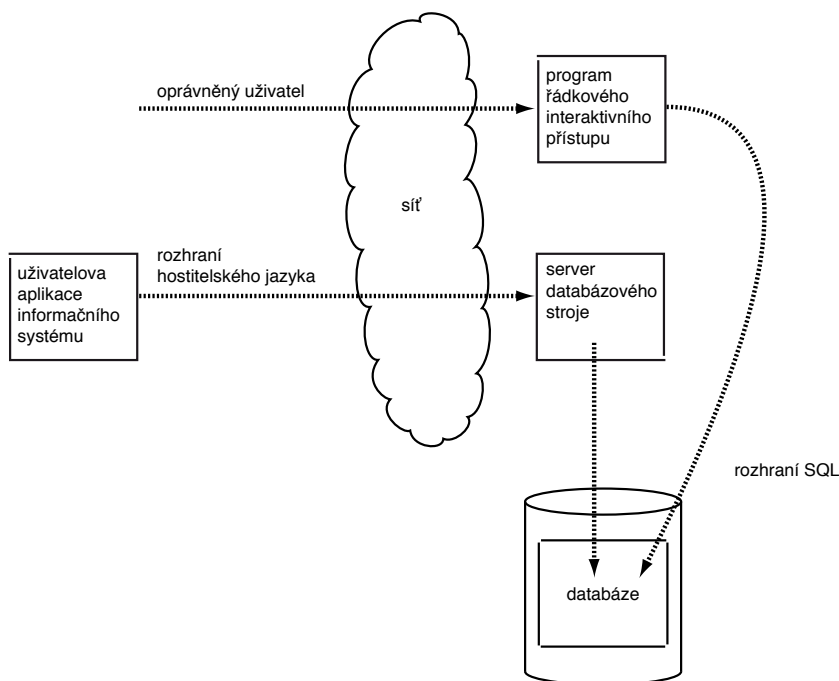 oprávněný uživatel
program
řádkového
interaktivního
přístupu
síť
rozhraní
hostitelského jazyka
uživatelova
aplikace
informačního
systému
server
databázového
stroje
rozhraní SQL
databáze